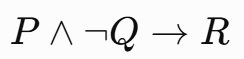 P ∧ ¬Q → R